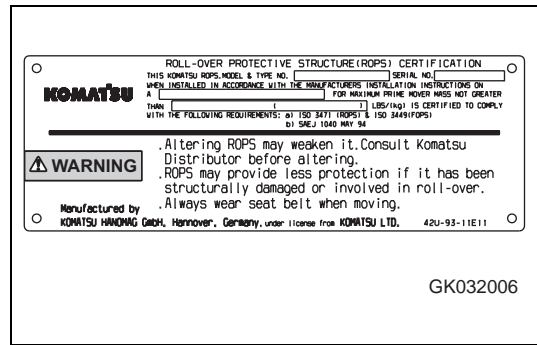 ROLL-OVER PROTECTIVE STRUCTURE(ROPS) CERTIFICATION
THIS KOMATSU ROPS.MODEL & TYPE NO. SERIAL NO.
WHEN INSTALLED IN ACCORDANCE WITH THE MANUFACTURERS INSTALLATION INSTRUCTIONS ON
A FOR MAXIMUM PRIME MOVER MASS NOT GREATER
THAN ( ) LBS/(kg) IS CERTIFIED TO COMPLY
WITH THE FOLLOWING REQUIREMENTS: a) ISO 3471 (ROPS) & ISO 3449(FOPS)
b) SAEJ 1040 MAY 94
KOMATSU
WARNING
.Altering ROPS may weaken it.Consult Komatsu
Distributor before altering.
.ROPS may provide less protection if it has been
structurally damaged or involved in roll-over.
.Always wear seat belt when moving.
Manufactured by
KOMATSU HANOMAG GmbH, Hannover, Germany, under license from KOMATSU LTD. 42U-93-11E11
GK032006